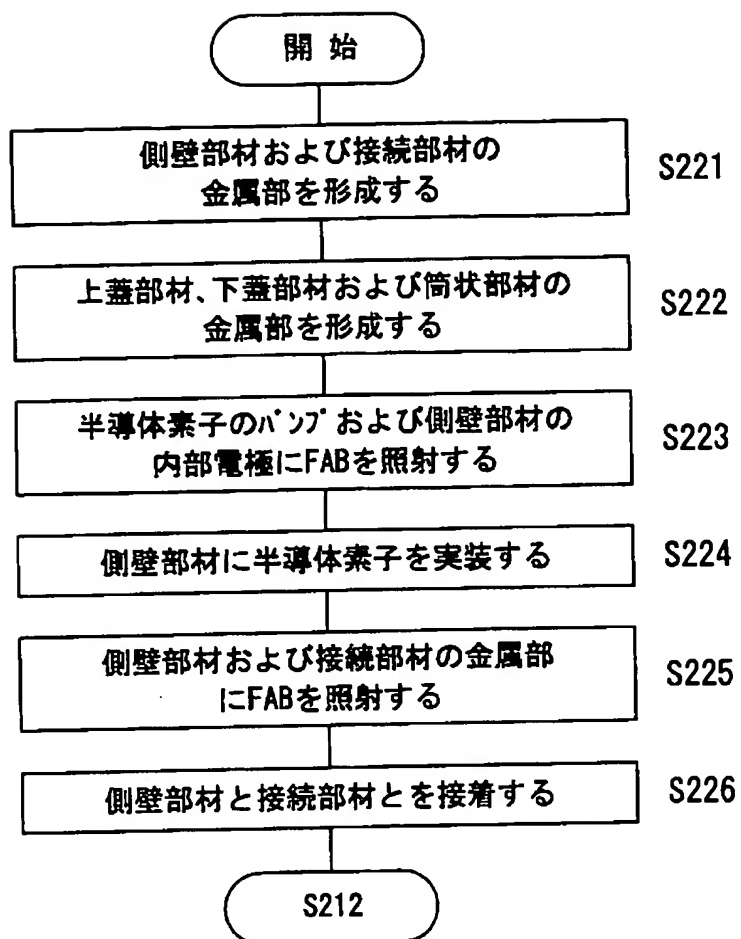 開 始
側壁部材および接続部材の
金属部を形成する
S221
上蓋部材、下蓋部材および筒状部材の
金属部を形成する
S222
半導体素子のバンプおよび側壁部材の
内部電極にFABを照射する
S223
側壁部材に半導体素子を実装する
S224
側壁部材および接続部材の金属部
にFABを照射する
S225
側壁部材と接続部材とを接着する
S226
S212